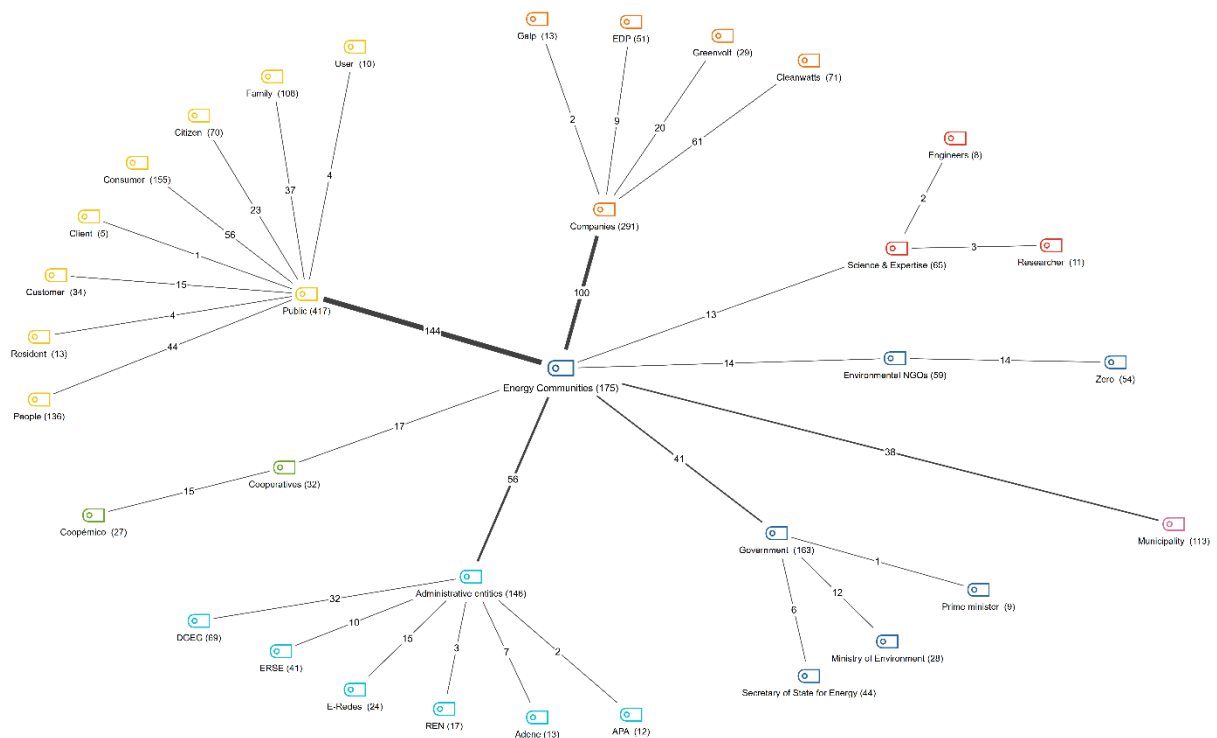 Galp (13)
EDP (51)
Greenvolt (29)
Cleanwatts (71)
User (10)
Family (108)
Citizen (70)
Consumer (155)
Client (5)
Customer (34)
Resident (13)
People (136)
4
37
23
56
1
15
4
44
Public (417)
2
9
20
61
Companies (291)
Engineers (8)
2
Science & Expertise (65)
3
Researcher (11)
144
100
13
14
Environmental NGOs (59)
14
Zero (54)
Energy Communities (175)
17
Cooperatives (32)
15
Coopérnico (27)
56
41
38
Municipality (113)
Government (163)
1
Prime minister (9)
12
Ministry of Environment (28)
6
Secretary of State for Energy (44)
Administrative entities (146)
32
DGEG (69)
10
ERSE (41)
15
E-Redes (24)
3
REN (17)
7
Adene (13)
2
APA (12)